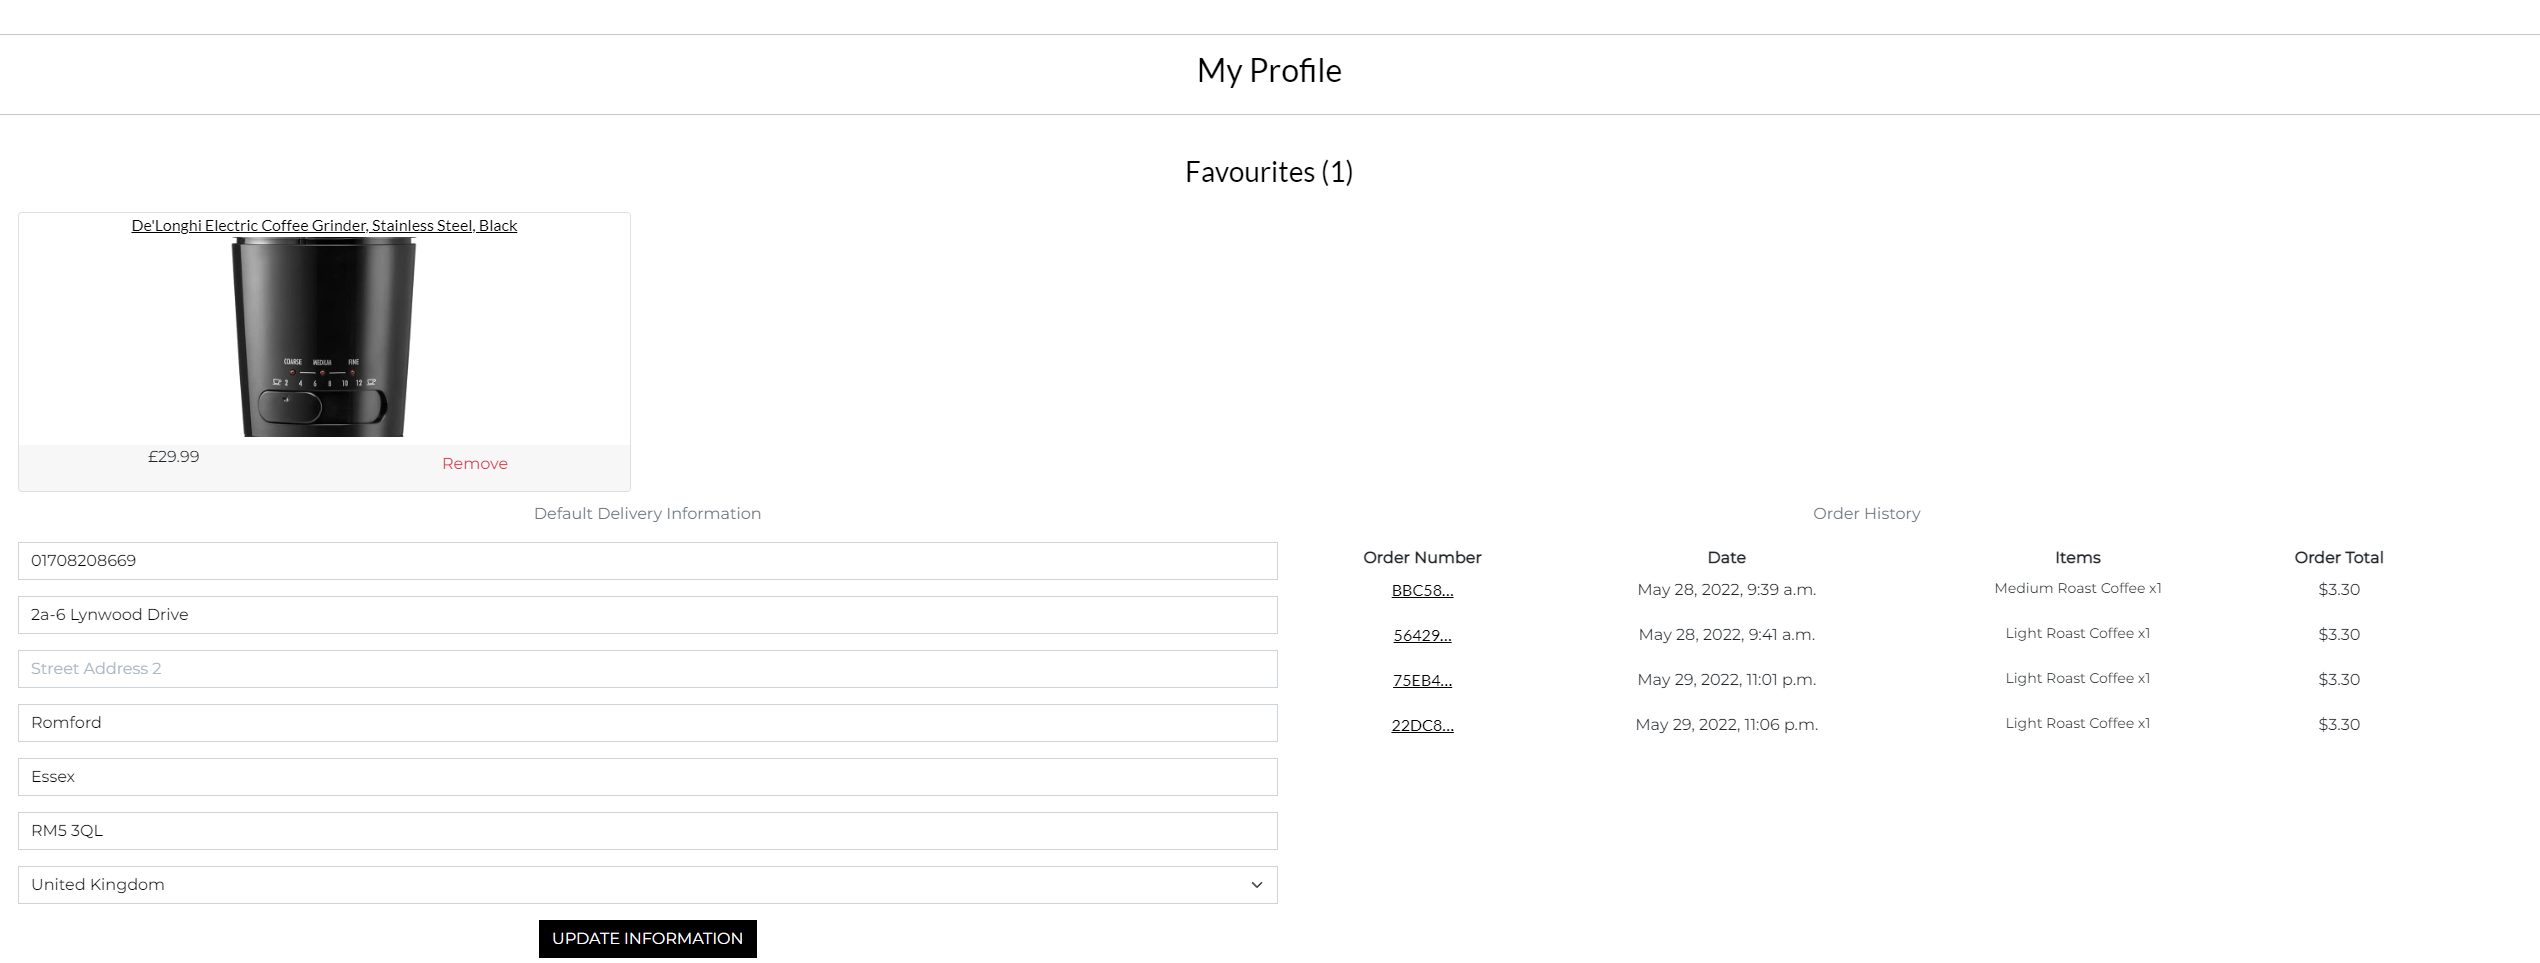 My Profile
Favourites (1)
De'Longhi Electric Coffee Grinder, Stainless Steel, Black
COARSE MEDIUM FINE
2 4 6 8 10 12
£29.99 Remove
Default Delivery Information
01708208669
2a-6 Lynwood Drive
Street Address 2
Romford
Essex
RM5 3QL
United Kingdom
UPDATE INFORMATION
Order History
Order Number Date Items Order Total
BBC58... May 28, 2022, 9:39 a.m. Medium Roast Coffee x1 $3.30
56429... May 28, 2022, 9:41 a.m. Light Roast Coffee x1 $3.30
75EB4... May 29, 2022, 11:01 p.m. Light Roast Coffee x1 $3.30
22DC8... May 29, 2022, 11:06 p.m. Light Roast Coffee x1 $3.30